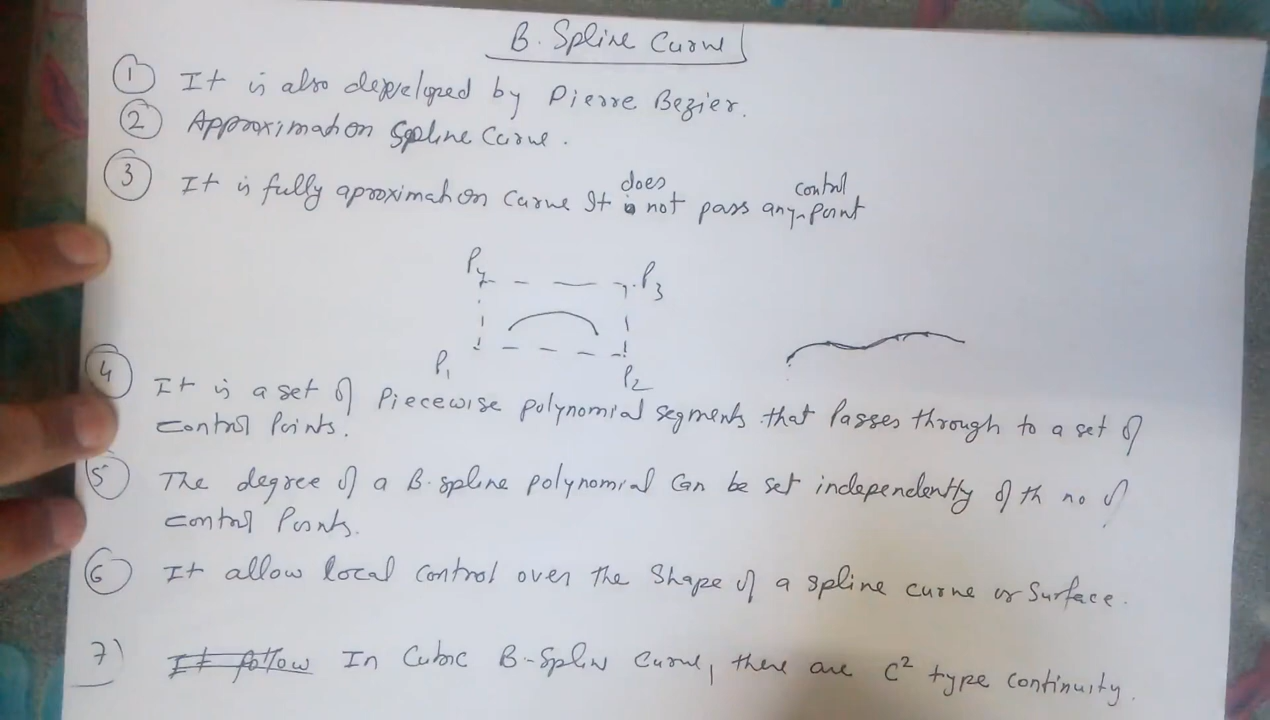 B. Spline Curve
① It is also developed by Pierre Bezier.
② Approximation Spline Curve.
③ It is fully aproximation Curve It does not pass any control point
P4 P3
P1 P2
④ It is a set of Piecewise polynomial segments that Passes through to a set of
control Points.
⑤ The degree of a B-spline polynomial Can be set independently of th no of
control Points.
⑥ It allow local control over the Shape of a spline curve or Surface.
7) It follow In Cubic B-Spline Curve, there are C² type continuity.